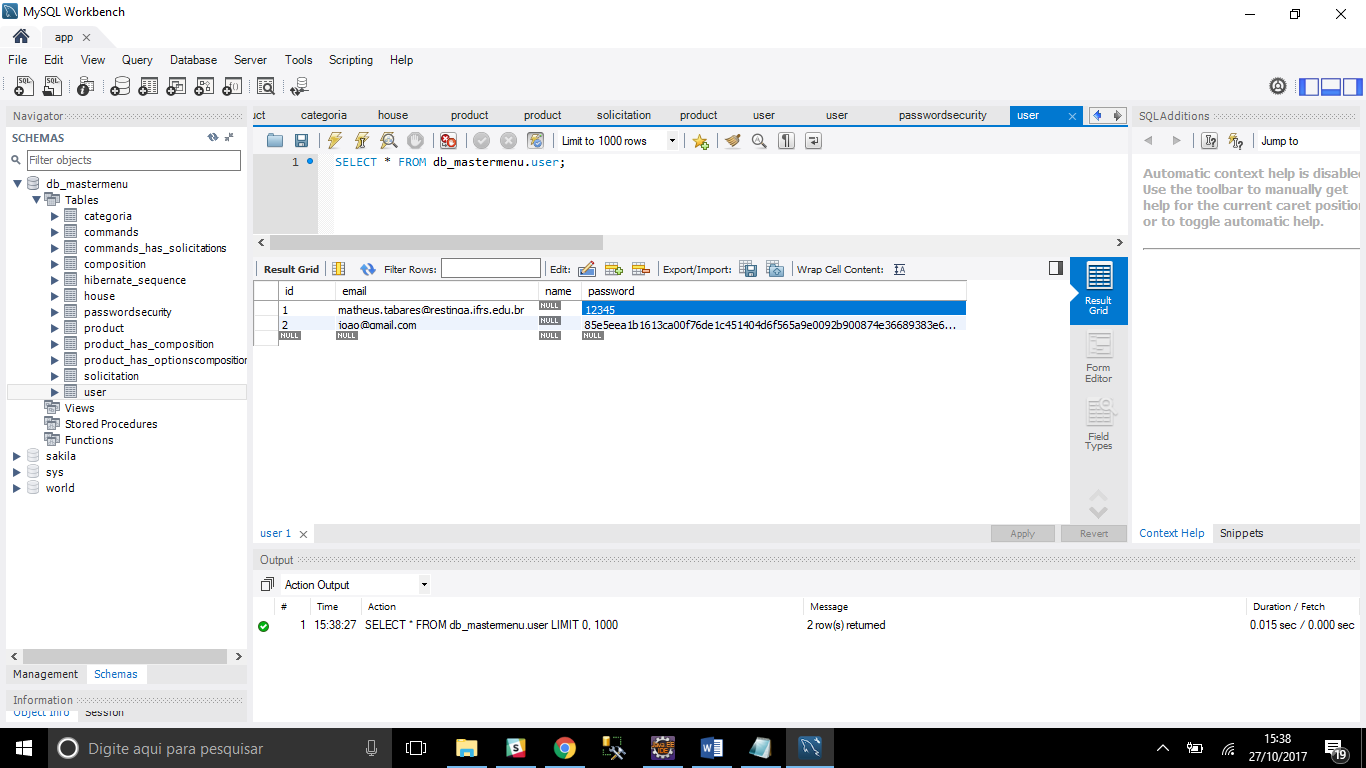 MySQL Workbench
app
File Edit View Query Database Server Tools Scripting Help
Navigator
SCHEMAS
Filter objects
db_mastermenu
Tables
categoria
commands
commands_has_solicitations
composition
hibernate_sequence
house
passwordsecurity
product
product_has_composition
product_has_optionscomposition
solicitation
user
Views
Stored Procedures
Functions
sakila
sys
world
Management Schemas
Information
Object Info Session
uct categoria house product product solicitation product user user passwordsecurity user
Limit to 1000 rows
1 SELECT * FROM db_mastermenu.user;
Result Grid Filter Rows: Edit: Export/Import: Wrap Cell Content:
id email name password
1 matheus.tabares@restinga.ifrs.edu.br NULL 12345
2 joao@gmail.com NULL 85e5eea1b1613ca00f76de1c451404d6f565a9e0092b900874e36689383e6...
NULL NULL NULL NULL
Result Grid
Form Editor
Field Types
user 1
Apply Revert
Output
Action Output
# Time Action Message Duration / Fetch
1 15:38:27 SELECT * FROM db_mastermenu.user LIMIT 0, 1000 2 row(s) returned 0.015 sec / 0.000 sec
SQLAdditions
Jump to
Automatic context help is disabled
Use the toolbar to manually get
help for the current caret position
or to toggle automatic help.
Context Help Snippets
Digite aqui para pesquisar
15:38
27/10/2017
19